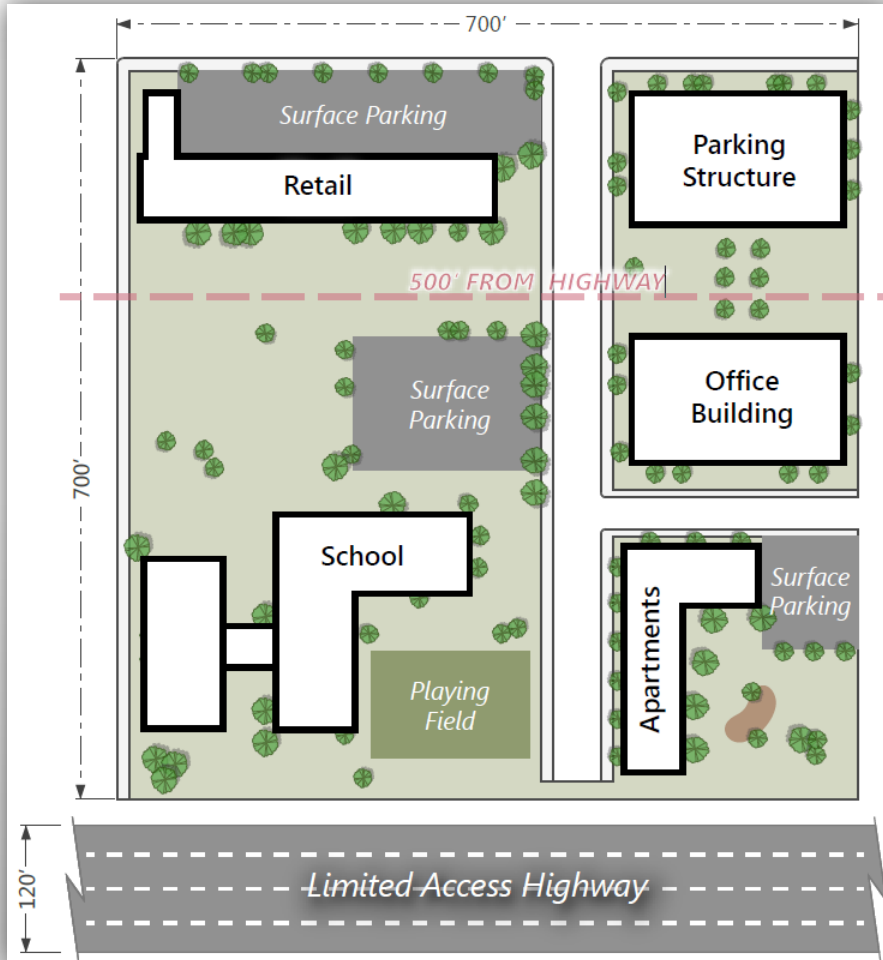 700’
Surface Parking
Retail
Parking
Structure
500’ FROM HIGHWAY
Surface
Parking
Office
Building
700’
School
Apartments
Surface
Parking
Playing
Field
120’
Limited Access Highway